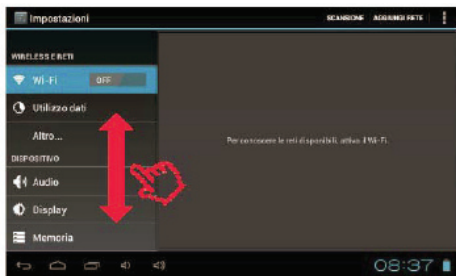 Impostazioni
SCANSIONE AGGIUNGI RETE
WIRELESS E RETI
Wi-Fi OFF
Utilizzo dati
Altro...
Per conoscere le reti disponibili, attiva il Wi-Fi.
DISPOSITIVO
Audio
Display
Memoria
08:37